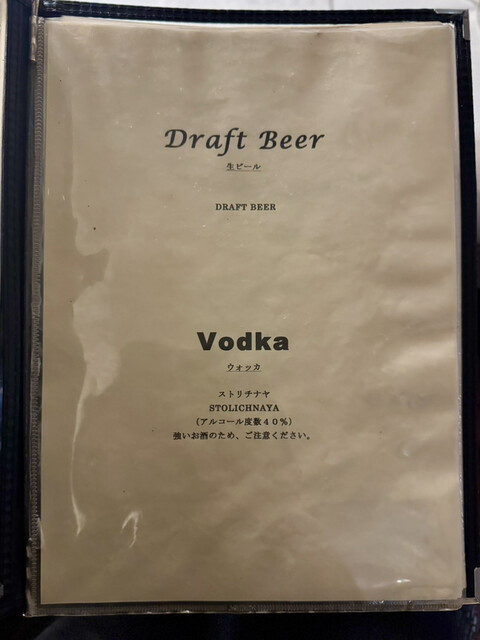 Draft Beer
生ビール
DRAFT BEER
Vodka
ウォッカ
ストリチナヤ
STOLICHNAYA
(アルコール度数40%)
強いお酒のため、ご注意ください。